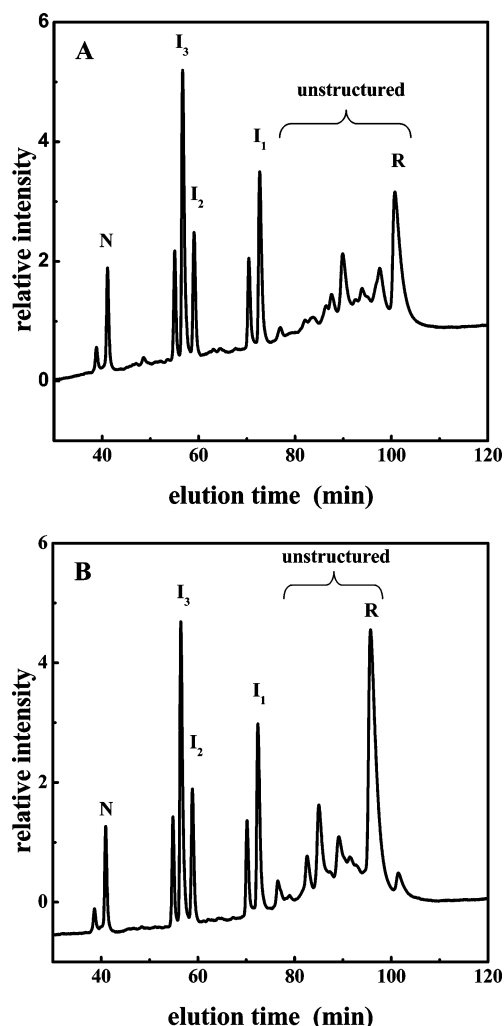 6
A
I3
unstructured
4
I1
I2
R
N
2
relative intensity
0
40 60 80 100 120
elution time (min)
6
B
unstructured
I3
R
4
I1
I2
2
N
relative intensity
0
40 60 80 100 120
elution time (min)